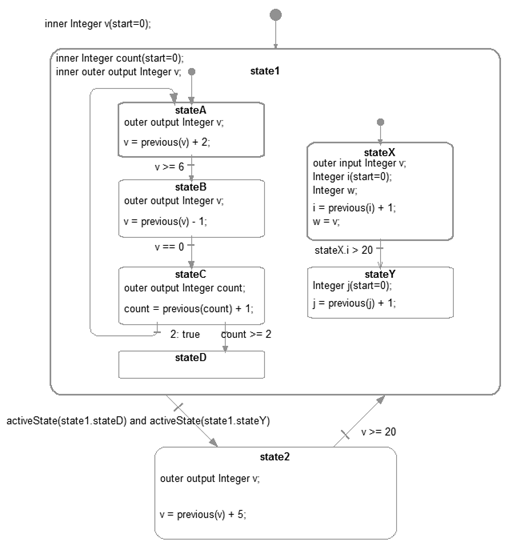 inner Integer v(start=0);
inner Integer count(start=0);
inner outer output Integer v;
state1
stateA
outer output Integer v;
v = previous(v) + 2;
v >= 6
stateB
outer output Integer v;
v = previous(v) - 1;
v == 0
stateC
outer output Integer count;
count = previous(count) + 1;
2: true
count >= 2
stateD
stateX
outer input Integer v;
Integer i(start=0);
Integer w;
i = previous(i) + 1;
w = v;
stateX.i > 20
stateY
Integer j(start=0);
j = previous(j) + 1;
activeState(state1.stateD) and activeState(state1.stateY)
v >= 20
state2
outer output Integer v;
v = previous(v) + 5;